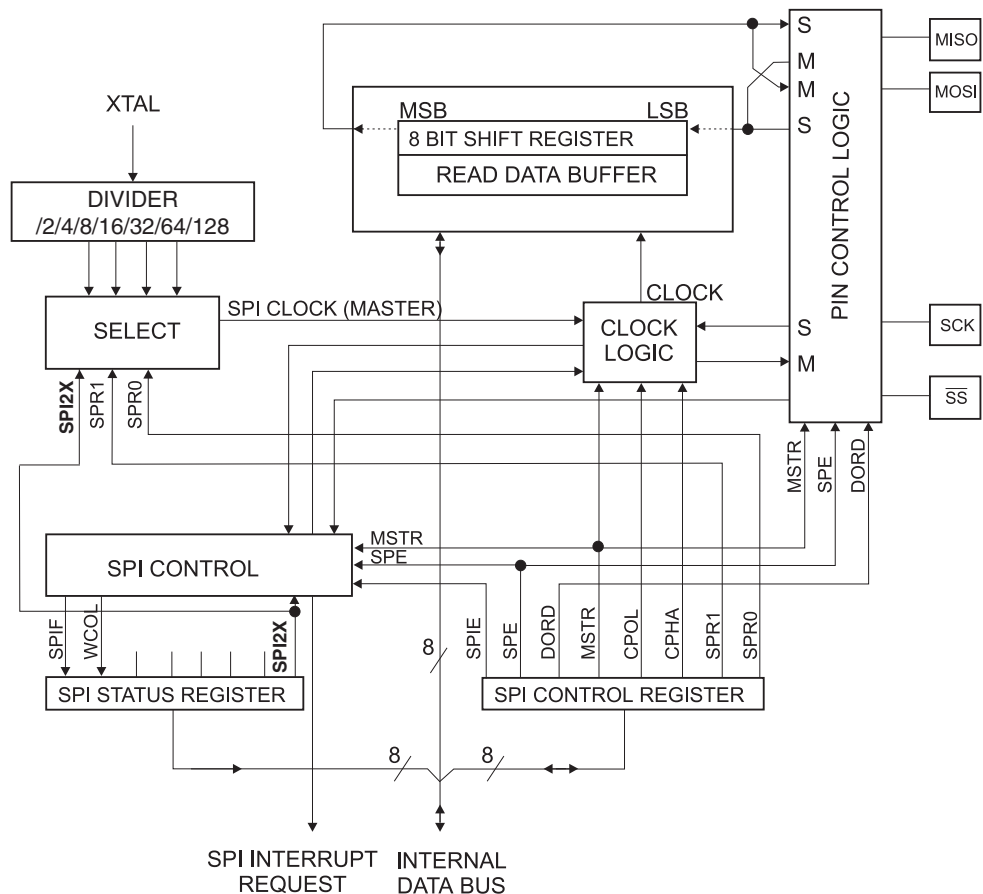 S
MISO
M
M
MOSI
XTAL
MSB
LSB
S
8 BIT SHIFT REGISTER
READ DATA BUFFER
DIVIDER
/2/4/8/16/32/64/128
PIN CONTROL LOGIC
SPI CLOCK (MASTER)
CLOCK
SELECT
CLOCK
LOGIC
S
SCK
M
SPI2X
SPR1
SPR0
SS
MSTR
SPE
DORD
MSTR
SPE
SPI CONTROL
SPIF
WCOL
SPI2X
SPIE
SPE
DORD
MSTR
CPOL
CPHA
SPR1
SPR0
8
SPI STATUS REGISTER
SPI CONTROL REGISTER
8
8
SPI INTERRUPT
REQUEST
INTERNAL
DATA BUS